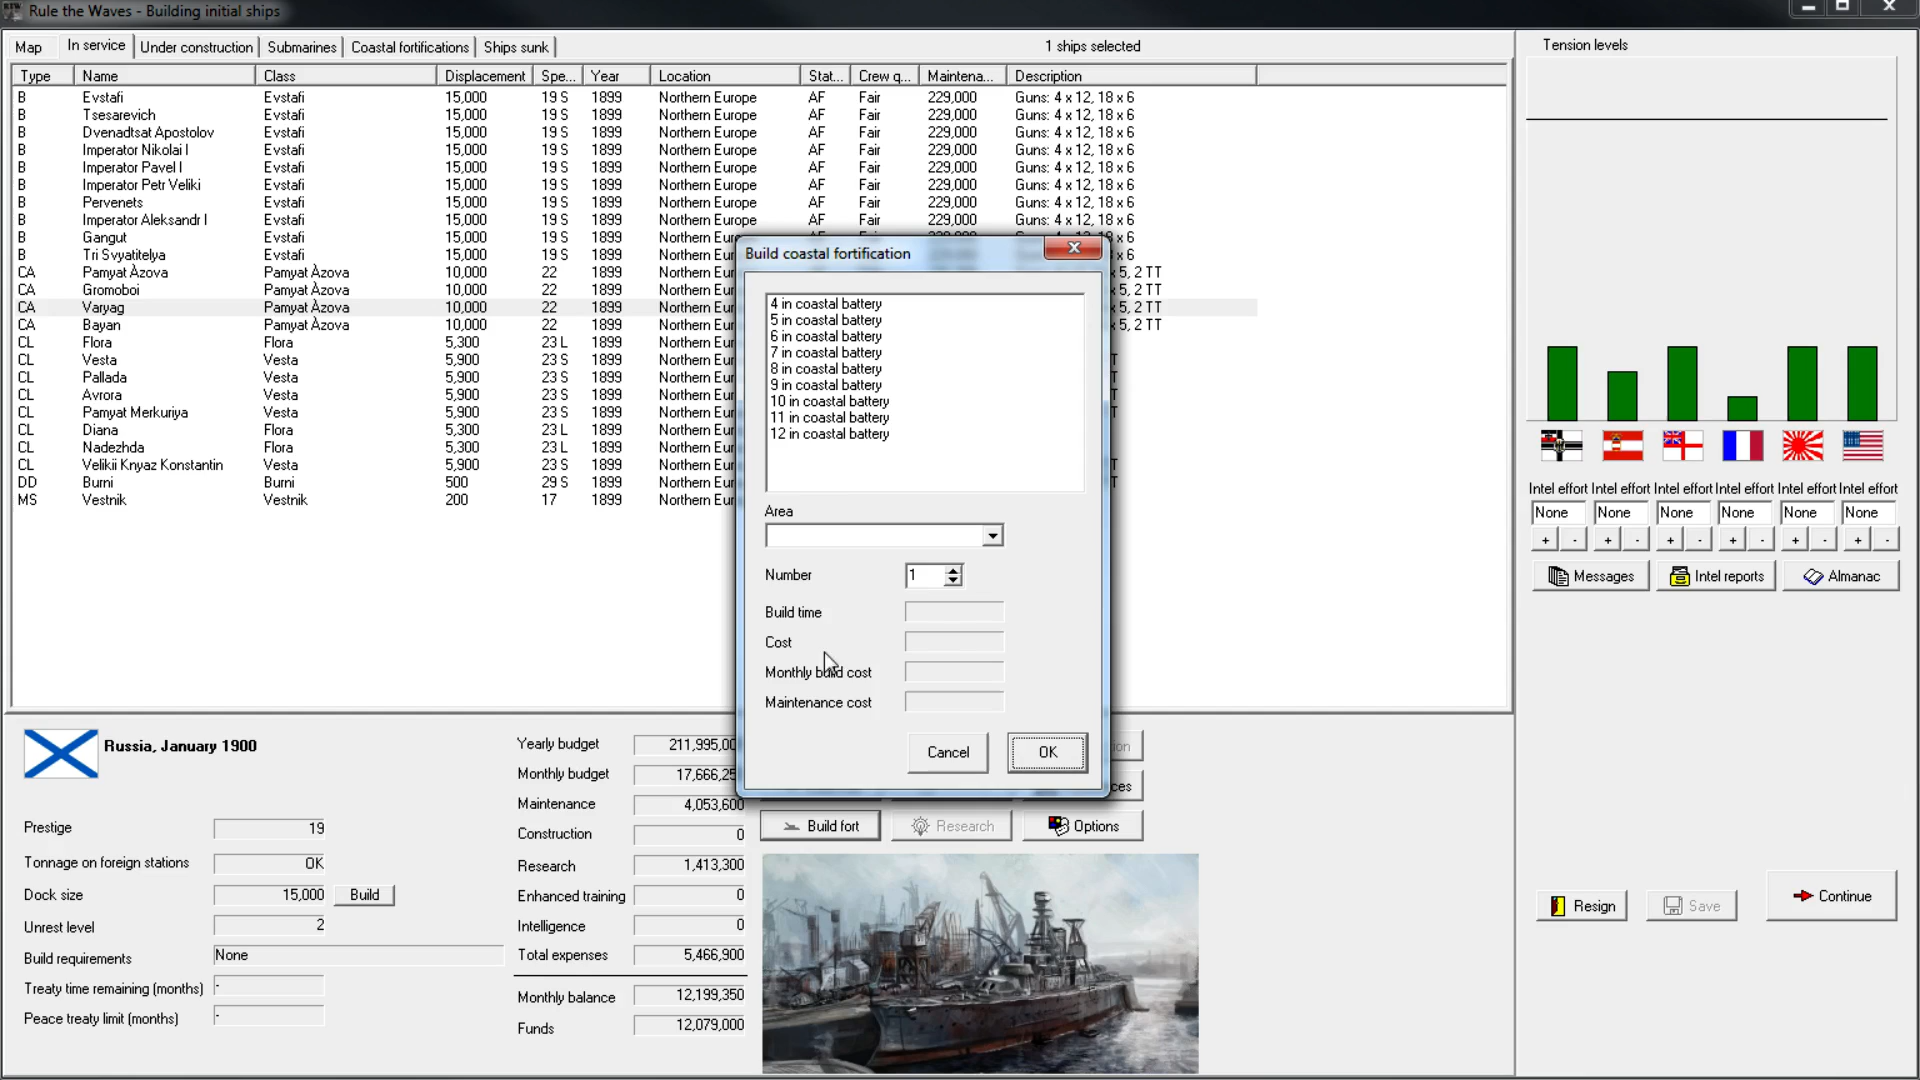 Rule the Waves - Building initial ships
Map In service Under construction Submarines Coastal fortifications Ships sunk 1 ships selected
Type Name Class Displacement Spe... Year Location Stat... Crew q... Maintena... Description
B Evstafi Evstafi 15,000 19 S 1899 Northern Europe AF Fair 229,000 Guns: 4 x 12, 18 x 6
B Tsesarevich Evstafi 15,000 19 S 1899 Northern Europe AF Fair 229,000 Guns: 4 x 12, 18 x 6
B Dvenadtsat Apostolov Evstafi 15,000 19 S 1899 Northern Europe AF Fair 229,000 Guns: 4 x 12, 18 x 6
B Imperator Nikolai I Evstafi 15,000 19 S 1899 Northern Europe AF Fair 229,000 Guns: 4 x 12, 18 x 6
B Imperator Pavel I Evstafi 15,000 19 S 1899 Northern Europe AF Fair 229,000 Guns: 4 x 12, 18 x 6
B Imperator Petr Veliki Evstafi 15,000 19 S 1899 Northern Europe AF Fair 229,000 Guns: 4 x 12, 18 x 6
B Pervenets Evstafi 15,000 19 S 1899 Northern Europe AF Fair 229,000 Guns: 4 x 12, 18 x 6
B Imperator Aleksandr I Evstafi 15,000 19 S 1899 Northern Europe AF Fair 229,000 Guns: 4 x 12, 18 x 6
B Gangut Evstafi 15,000 19 S 1899 Northern Eur x 6
B Tri Svyatitelya Evstafi 15,000 19 S 1899 Northern Eur x 6
CA Pamyat Àzova Pamyat Àzova 10,000 22 1899 Northern Eur x 5, 2 TT
CA Gromoboi Pamyat Àzova 10,000 22 1899 Northern Eur x 5, 2 TT
CA Varyag Pamyat Àzova 10,000 22 1899 Northern Eur x 5, 2 TT
CA Bayan Pamyat Àzova 10,000 22 1899 Northern Eur x 5, 2 TT
CL Flora Flora 5,300 23 L 1899 Northern Eur
CL Vesta Vesta 5,900 23 S 1899 Northern Eur T
CL Pallada Vesta 5,900 23 S 1899 Northern Eur T
CL Avrora Vesta 5,900 23 S 1899 Northern Eur T
CL Pamyat Merkuriya Vesta 5,900 23 S 1899 Northern Eur T
CL Diana Flora 5,300 23 L 1899 Northern Eur
CL Nadezhda Flora 5,300 23 L 1899 Northern Eur
CL Velikii Knyaz Konstantin Vesta 5,900 23 S 1899 Northern Eur T
DD Burni Burni 500 29 S 1899 Northern Eur T
MS Vestnik Vestnik 200 17 1899 Northern Eur
Build coastal fortification
4 in coastal battery
5 in coastal battery
6 in coastal battery
7 in coastal battery
8 in coastal battery
9 in coastal battery
10 in coastal battery
11 in coastal battery
12 in coastal battery
Area
Number 1
Build time
Cost
Monthly build cost
Maintenance cost
Cancel OK
Tension levels
Intel effort Intel effort Intel effort Intel effort Intel effort Intel effort
None None None None None None
+ - + - + - + - + - + -
Messages Intel reports Almanac
Russia, January 1900
Prestige 19
Tonnage on foreign stations OK
Dock size 15,000 Build
Unrest level 2
Build requirements None
Treaty time remaining (months) -
Peace treaty limit (months) -
Yearly budget 211,995,00
Monthly budget 17,666,25
Maintenance 4,053,600
Construction 0
Research 1,413,300
Enhanced training 0
Intelligence 0
Total expenses 5,466,900
Monthly balance 12,199,350
Funds 12,079,000
ion
ces
Build fort Research Options
Resign Save Continue